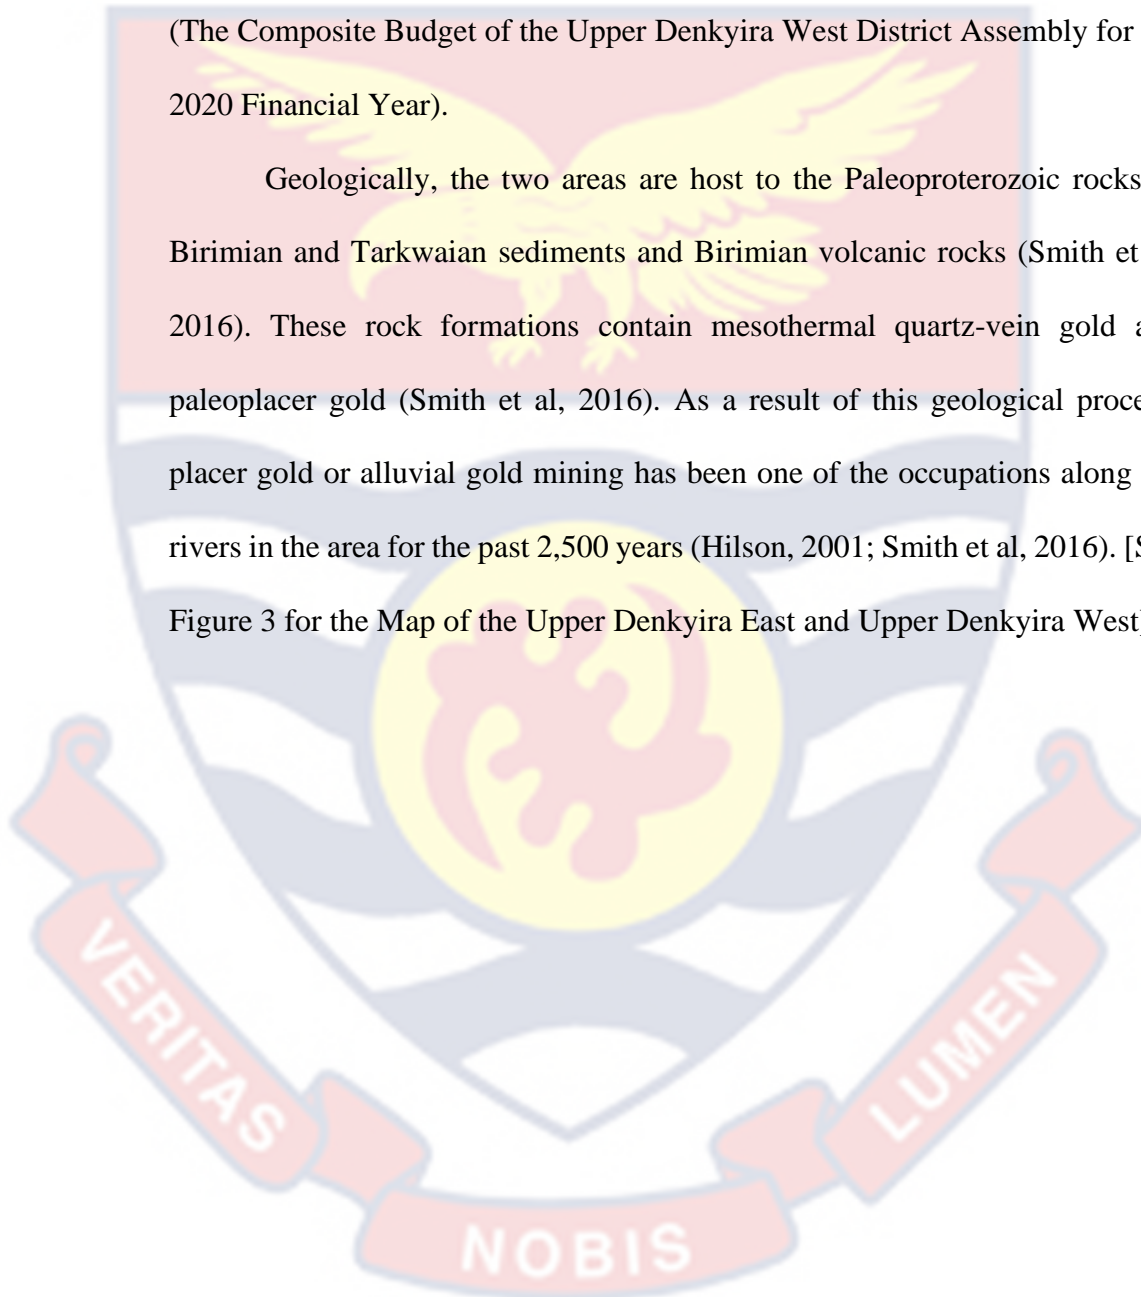 (The Composite Budget of the Upper Denkyira West District Assembly for
2020 Financial Year).
Geologically, the two areas are host to the Paleoproterozoic rocks
Birimian and Tarkwaian sediments and Birimian volcanic rocks (Smith et
2016). These rock formations contain mesothermal quartz-vein gold a
paleoplacer gold (Smith et al, 2016). As a result of this geological proce
placer gold or alluvial gold mining has been one of the occupations along
rivers in the area for the past 2,500 years (Hilson, 2001; Smith et al, 2016). [S
Figure 3 for the Map of the Upper Denkyira East and Upper Denkyira West]
VERITAS
NOBIS
LUMEN